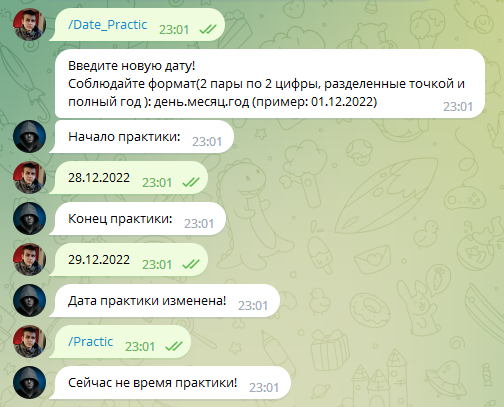 /Date_Practic 23:01
Введите новую дату!
Соблюдайте формат(2 пары по 2 цифры, разделенные точкой и
полный год ): день.месяц.год (пример: 01.12.2022) 23:01
Начало практики: 23:01
28.12.2022 23:01
Конец практики: 23:01
29.12.2022 23:01
Дата практики изменена! 23:01
/Practic 23:01
Сейчас не время практики! 23:01